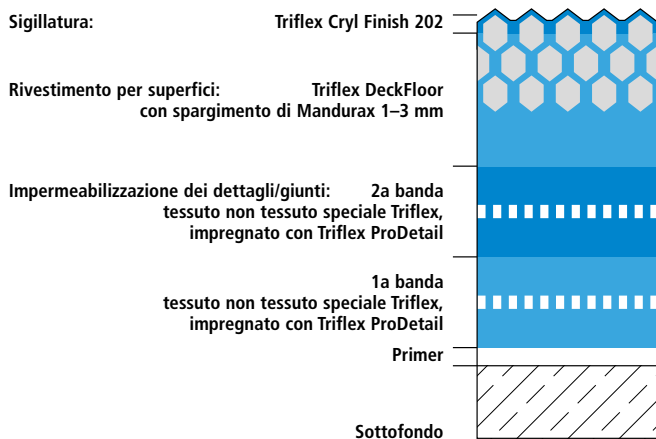 Sigillatura: Triflex Cryl Finish 202
Rivestimento per superfici: Triflex DeckFloor
con spargimento di Mandurax 1–3 mm
Impermeabilizzazione dei dettagli/giunti: 2a banda
tessuto non tessuto speciale Triflex,
impregnato con Triflex ProDetail
1a banda
tessuto non tessuto speciale Triflex,
impregnato con Triflex ProDetail
Primer
Sottofondo